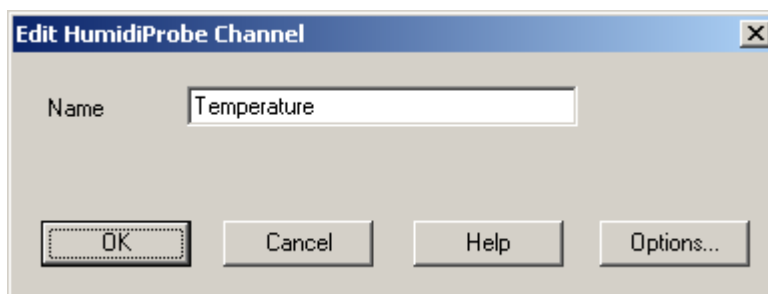 Edit HumidiProbe Channel
Name Temperature
OK Cancel Help Options...